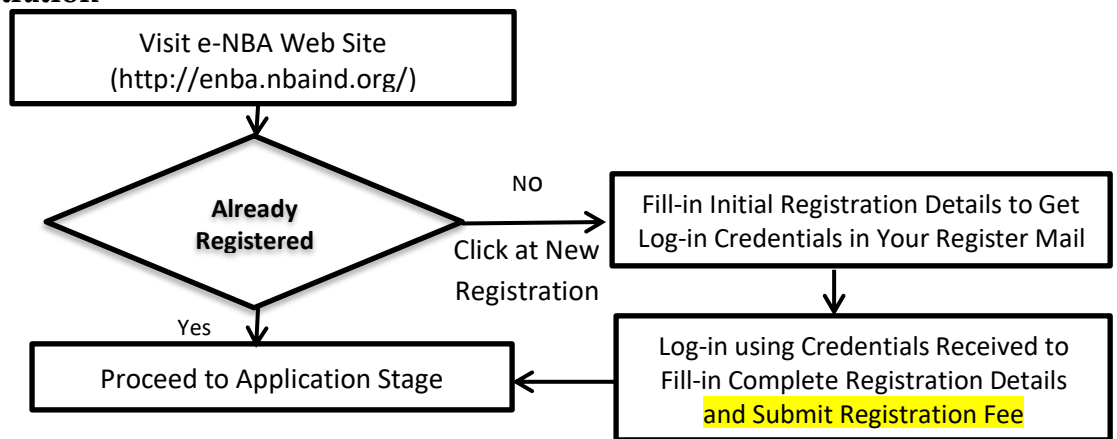 Visit e-NBA Web Site
(http://enba.nbaind.org/)
Already
Registered
No
Click at New
Registration
Fill-in Initial Registration Details to Get
Log-in Credentials in Your Register Mail
Yes
Proceed to Application Stage
Log-in using Credentials Received to
Fill-in Complete Registration Details
and Submit Registration Fee